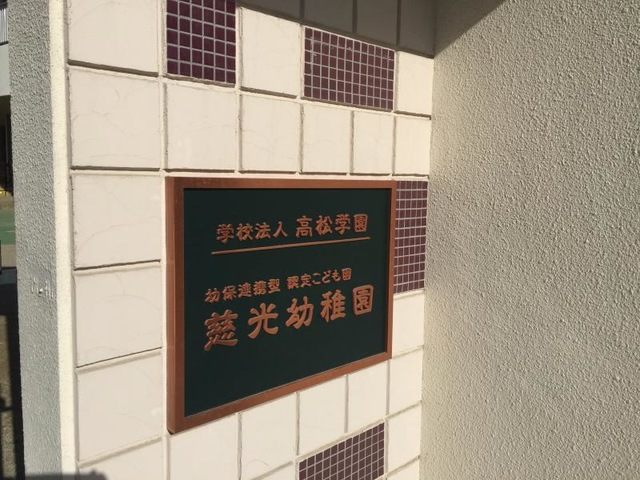 学校法人 高松学園
幼保連携型 認定こども園
慈光幼稚園